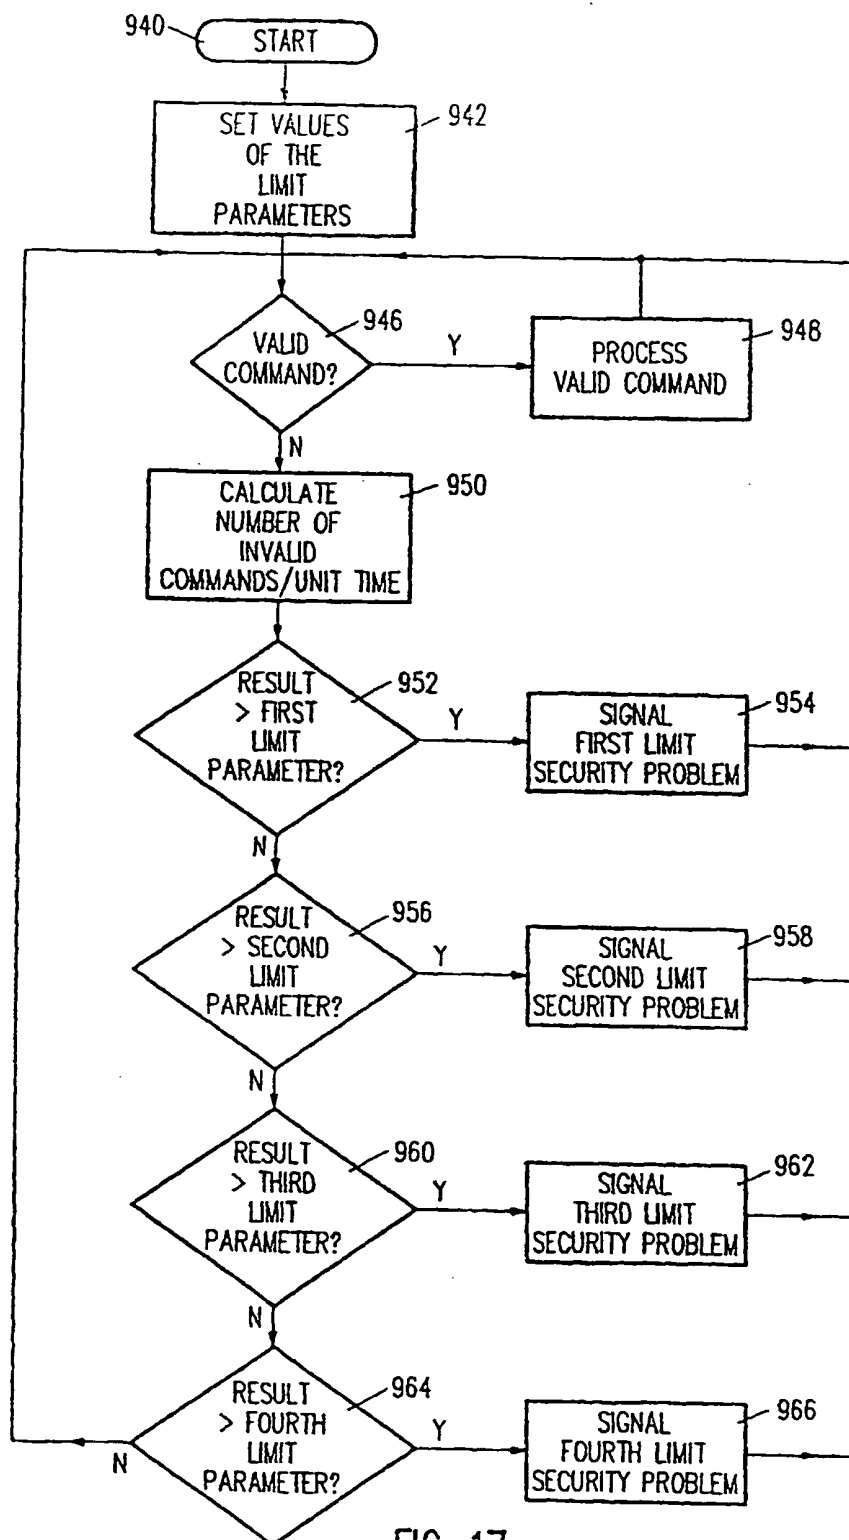 940
START
942
SET VALUES
OF THE
LIMIT
PARAMETERS
946
VALID
COMMAND?
Y
948
PROCESS
VALID COMMAND
N
950
CALCULATE
NUMBER OF
INVALID
COMMANDS/UNIT TIME
952
RESULT
> FIRST
LIMIT
PARAMETER?
Y
954
SIGNAL
FIRST LIMIT
SECURITY PROBLEM
N
956
RESULT
> SECOND
LIMIT
PARAMETER?
Y
958
SIGNAL
SECOND LIMIT
SECURITY PROBLEM
N
960
RESULT
> THIRD
LIMIT
PARAMETER?
Y
962
SIGNAL
THIRD LIMIT
SECURITY PROBLEM
N
964
RESULT
> FOURTH
LIMIT
PARAMETER?
Y
966
SIGNAL
FOURTH LIMIT
SECURITY PROBLEM
N
FIG. 17